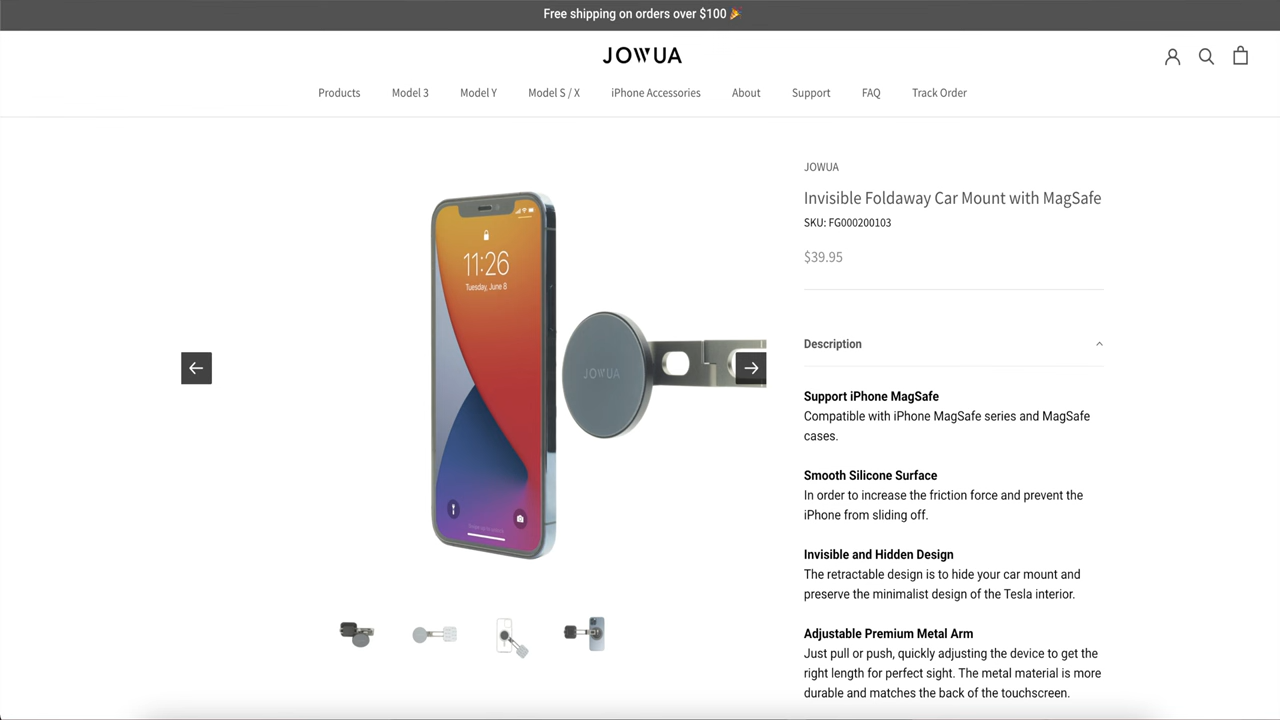 Free shipping on orders over $100 🎉
JOWUA
Products Model 3 Model Y Model S / X iPhone Accessories About Support FAQ Track Order
JOWUA
Invisible Foldaway Car Mount with MagSafe
SKU: FG000200103
$39.95
11:26
Tuesday, June 8
JOWUA
Description
Support iPhone MagSafe
Compatible with iPhone MagSafe series and MagSafe
cases.
Smooth Silicone Surface
In order to increase the friction force and prevent the
iPhone from sliding off.
Invisible and Hidden Design
The retractable design is to hide your car mount and
preserve the minimalist design of the Tesla interior.
Adjustable Premium Metal Arm
Just pull or push, quickly adjusting the device to get the
right length for perfect sight. The metal material is more
durable and matches the back of the touchscreen.